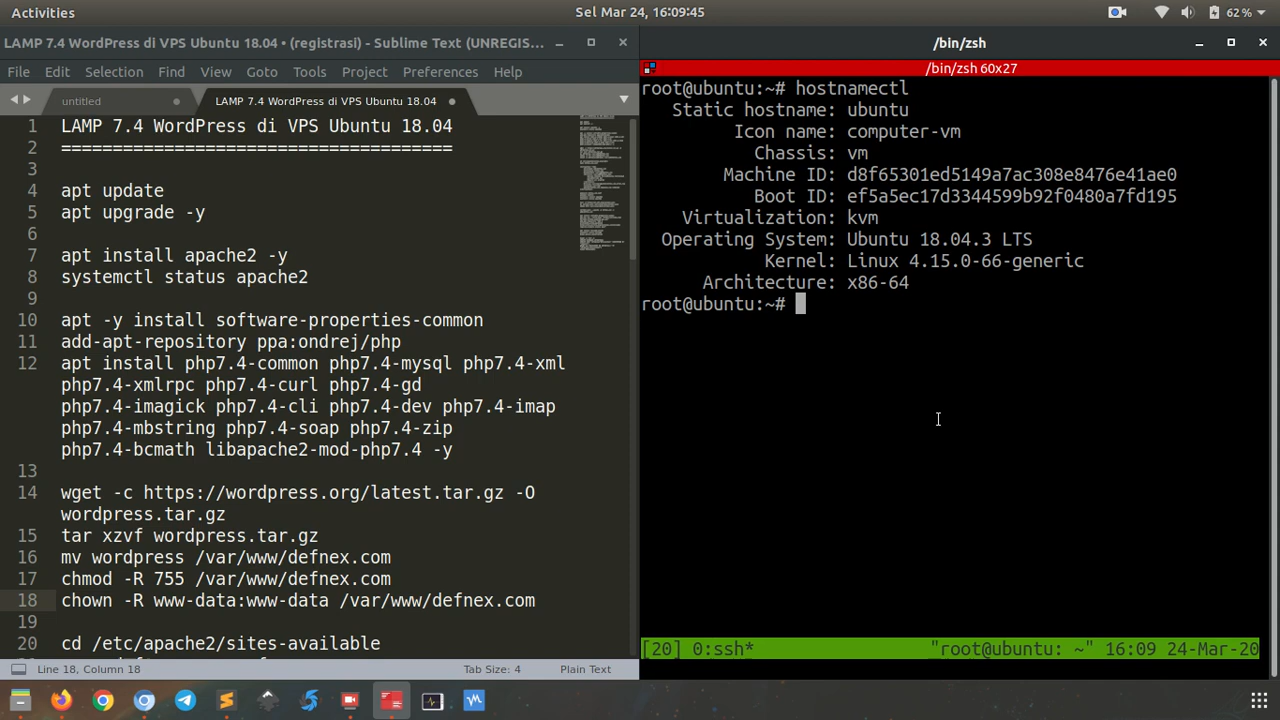 Activities
Sel Mar 24, 16:09:45
62%
LAMP 7.4 WordPress di VPS Ubuntu 18.04 • (registrasi) - Sublime Text (UNREGIS...
File Edit Selection Find View Goto Tools Project Preferences Help
untitled
LAMP 7.4 WordPress di VPS Ubuntu 18.04
1 LAMP 7.4 WordPress di VPS Ubuntu 18.04
2 ======================================
3
4 apt update
5 apt upgrade -y
6
7 apt install apache2 -y
8 systemctl status apache2
9
10 apt -y install software-properties-common
11 add-apt-repository ppa:ondrej/php
12 apt install php7.4-common php7.4-mysql php7.4-xml
php7.4-xmlrpc php7.4-curl php7.4-gd
php7.4-imagick php7.4-cli php7.4-dev php7.4-imap
php7.4-mbstring php7.4-soap php7.4-zip
php7.4-bcmath libapache2-mod-php7.4 -y
13
14 wget -c https://wordpress.org/latest.tar.gz -O
wordpress.tar.gz
15 tar xzvf wordpress.tar.gz
16 mv wordpress /var/www/defnex.com
17 chmod -R 755 /var/www/defnex.com
18 chown -R www-data:www-data /var/www/defnex.com
19
20 cd /etc/apache2/sites-available
Line 18, Column 18
Tab Size: 4
Plain Text
/bin/zsh
/bin/zsh 60x27
root@ubuntu:~# hostnamectl
Static hostname: ubuntu
Icon name: computer-vm
Chassis: vm
Machine ID: d8f65301ed5149a7ac308e8476e41ae0
Boot ID: ef5a5ec17d3344599b92f0480a7fd195
Virtualization: kvm
Operating System: Ubuntu 18.04.3 LTS
Kernel: Linux 4.15.0-66-generic
Architecture: x86-64
root@ubuntu:~#
[20] 0:ssh*
"root@ubuntu: ~" 16:09 24-Mar-20